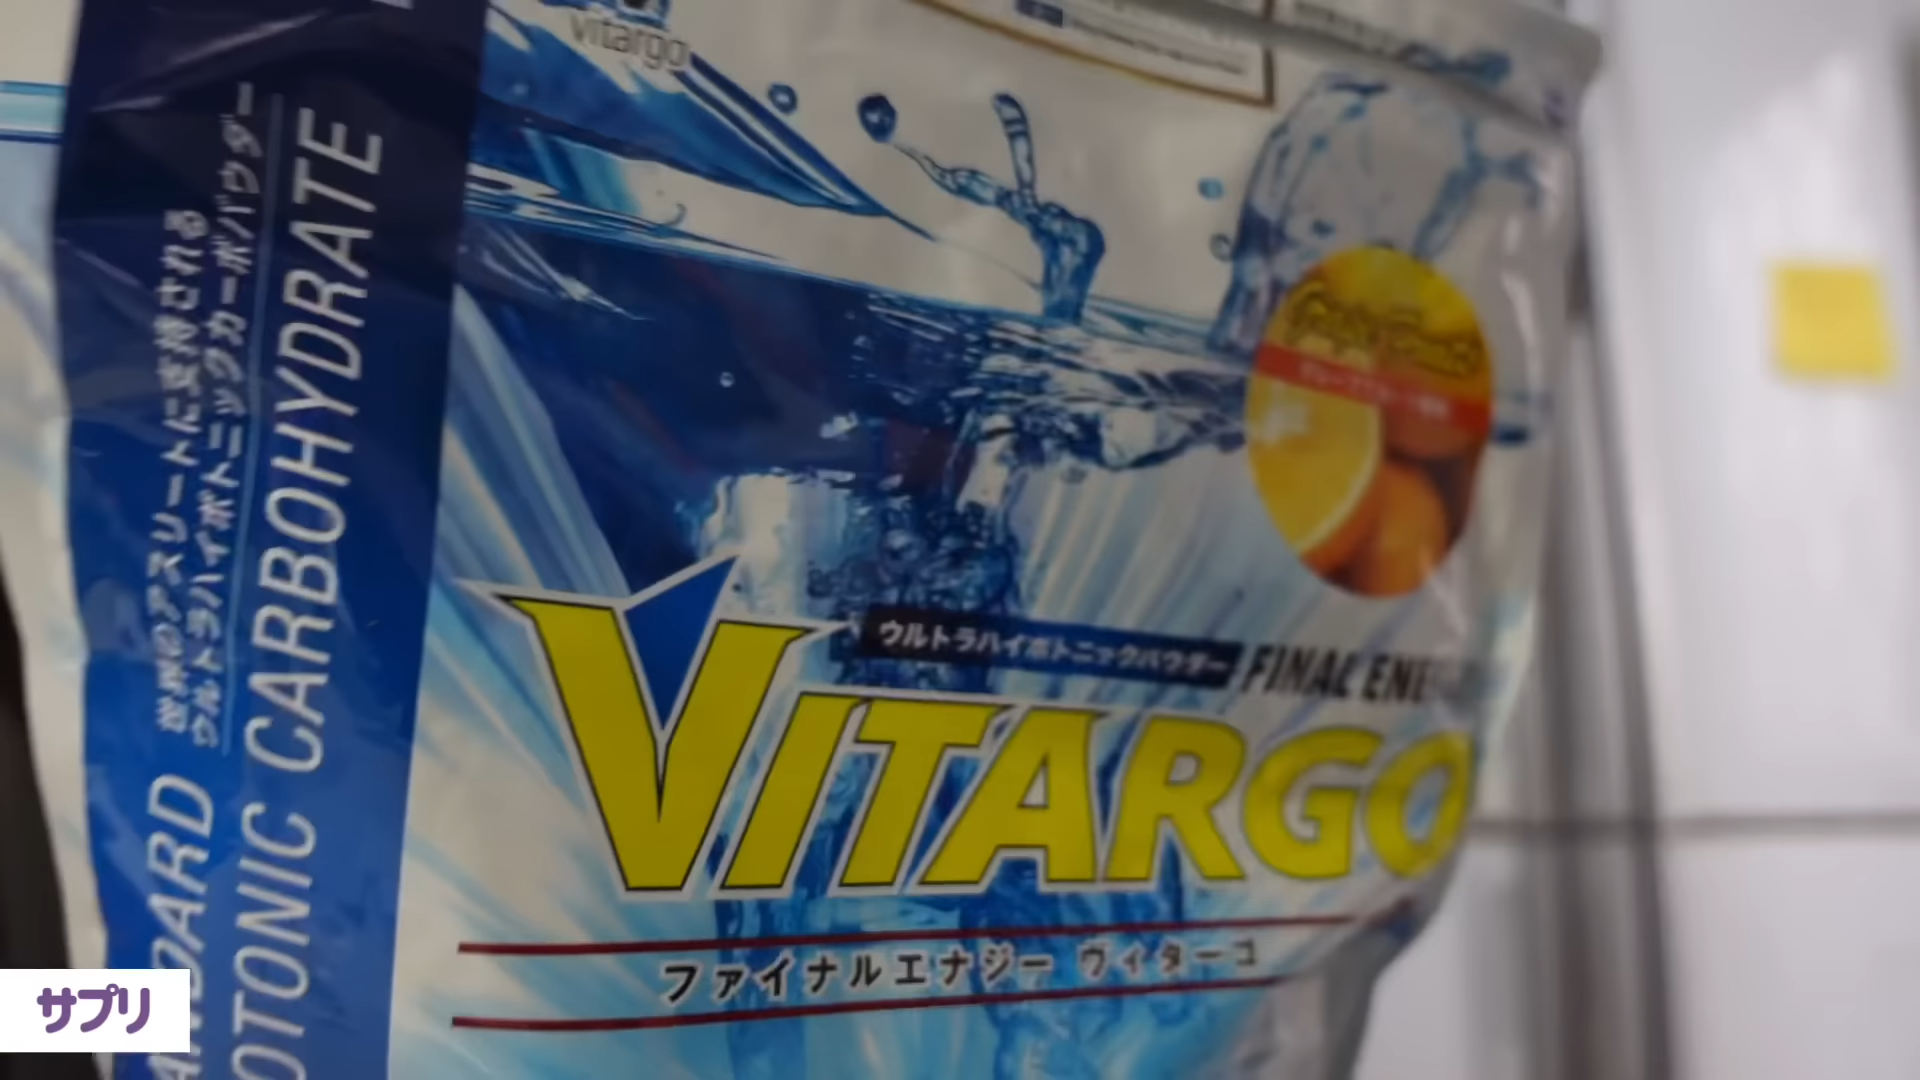 vitargo
世界のアスリートに支持される
ウルトラハイポトニックカーボパウダー
CARBOHYDRATE
ウルトラハイポトニックパウダー
FINAL ENE
VITARGO
ファイナルエナジー ヴィターゴ
サプリ